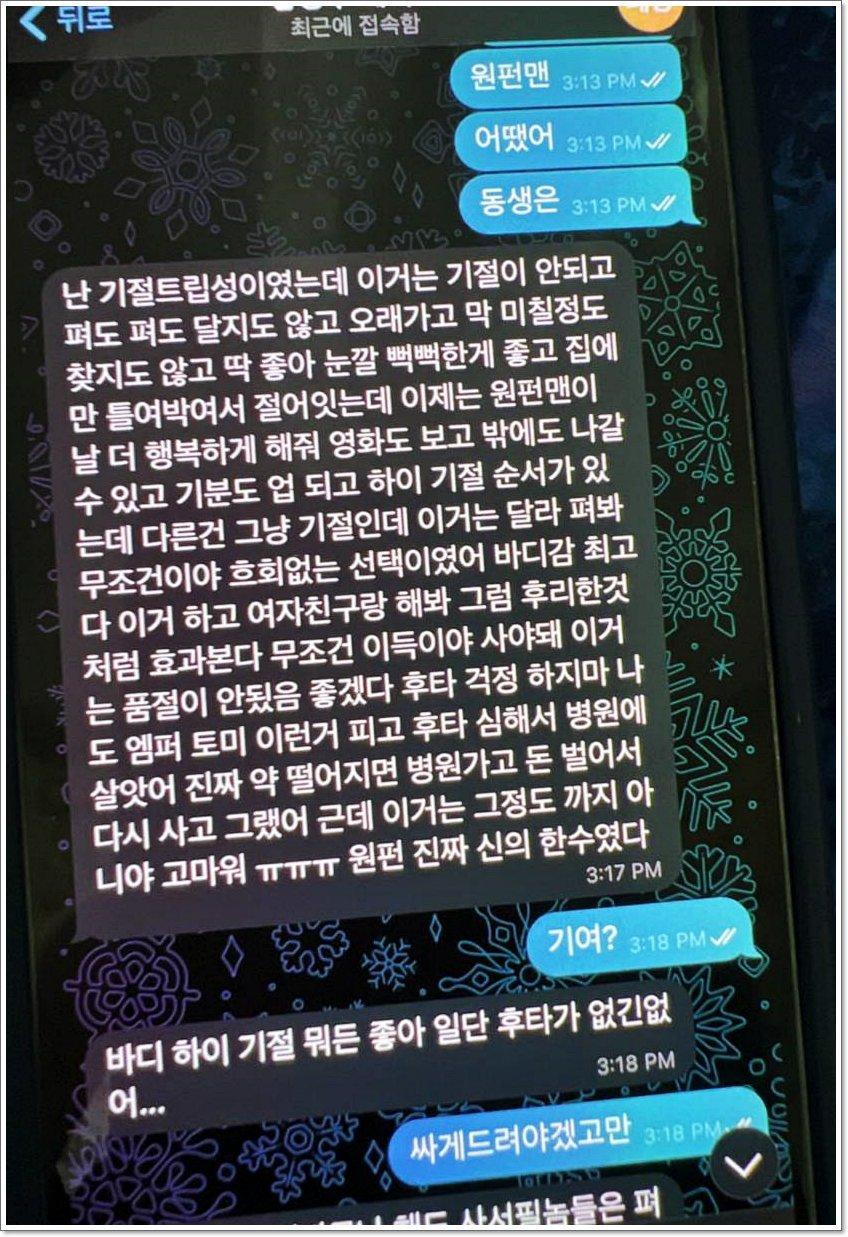 뒤로
최근에 접속함
원펀맨 3:13 PM
어땠어 3:13 PM
동생은 3:13 PM
난 기절트립성이였는데 이거는 기절이 안되고
펴도 펴도 달지도 않고 오래가고 막 미칠정도
찾지도 않고 딱 좋아 눈깔 뻑뻑한게 좋고 집에
만 틀여박여서 절어잇는데 이제는 원펀맨이
날 더 행복하게 해줘 영화도 보고 밖에도 나갈
수 있고 기분도 업 되고 하이 기절 순서가 있
는데 다른건 그냥 기절인데 이거는 달라 펴봐
무조건이야 흐회없는 선택이였어 바디감 최고
다 이거 하고 여자친구랑 해봐 그럼 후리한것
처럼 효과본다 무조건 이득이야 사야돼 이거
는 품절이 안됬음 좋겠다 후타 걱정 하지마 나
도 엠퍼 토미 이런거 피고 후타 심해서 병원에
살앗어 진짜 약 떨어지면 병원가고 돈 벌어서
다시 사고 그랬어 근데 이거는 그정도 까지 아
니야 고마워 ㅠㅠㅠ 원펀 진짜 신의 한수였다
3:17 PM
기여? 3:18 PM
바디 하이 기절 뭐든 좋아 일단 후타가 없긴없
어... 3:18 PM
싸게드려야겠고만 3:18 PM
펴